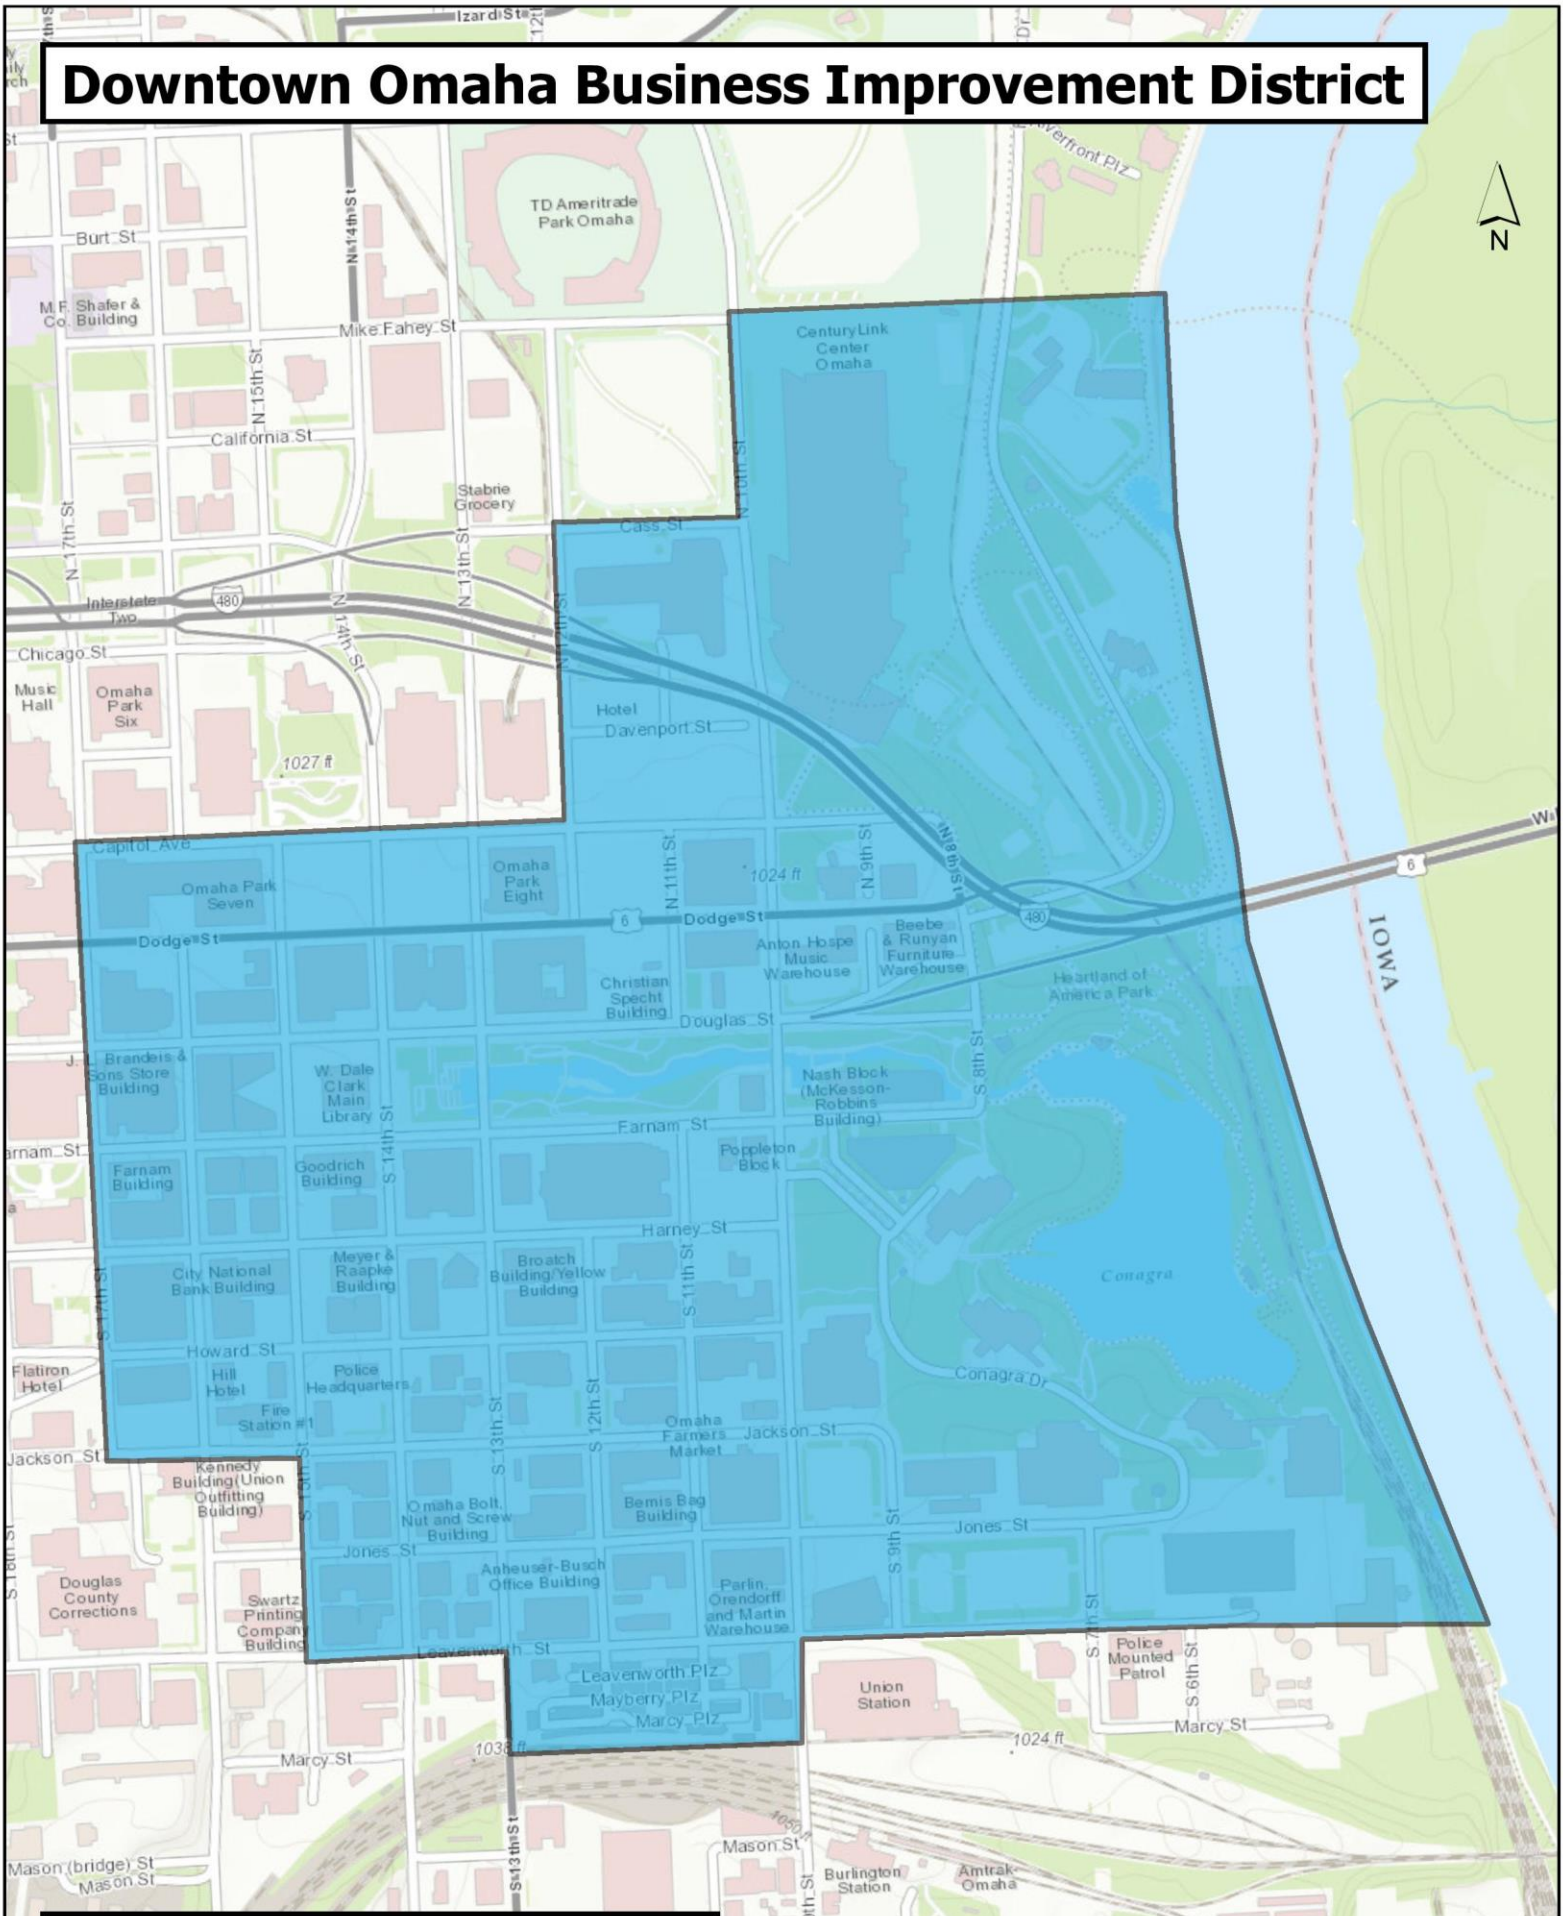 Izard St
Downtown Omaha Business Improvement District
Riverfront Plz
N
TD Ameritrade
Park Omaha
N 14th St
Burt St
M.F. Shafer &
Co. Building
Mike Fahey St
CenturyLink
Center
Omaha
N 15th St
California St
N 10th St
Stabrie
Grocery
N 17th St
Cass St
N 13th St
Interstate
Two
480
N 14th St
N 12th St
Chicago St
Music
Hall
Omaha
Park
Six
Hotel
Davenport St
1027 ft
Capitol Ave
6
Omaha Park
Seven
Omaha
Park
Eight
N 11th St
1024 ft
N 9th St
N 8th St
Dodge St
6
Dodge St
480
Anton Hospe
Music
Warehouse
Beebe
& Runyan
Furniture
Warehouse
IOWA
Christian
Specht
Building
Heartland of
America Park
Douglas St
J. L. Brandeis &
Sons Store
Building
W. Dale
Clark
Main
Library
Nash Block
(McKesson-
Robbins
Building)
S 8th St
S 14th St
Farnam St
arnam St
Farnam
Building
Goodrich
Building
Poppleton
Block
Harney St
City National
Bank Building
Meyer &
Raapke
Building
Broatch
Building/Yellow
Building
S 11th St
Conagra
S 17th St
Howard St
Flatiron
Hotel
Hill
Hotel
Police
Headquarters
Conagra Dr
Fire
Station #1
S 13th St
S 12th St
Omaha
Farmers
Market
Jackson St
Jackson St
Kennedy
Building(Union
Outfitting
Building)
S 15th St
Omaha Bolt,
Nut and Screw
Building
Bemis Bag
Building
Jones St
S 9th St
S 18th St
Jones St
Douglas
County
Corrections
Swartz
Printing
Company
Building
Anheuser-Busch
Office Building
Parlin,
Orendorff
and Martin
Warehouse
S 7th St
Leavenworth St
Police
Mounted
Patrol
S 6th St
Leavenworth Plz
Mayberry Plz
Marcy Plz
Union
Station
Marcy St
1024 ft
1038 ft
Marcy St
S 13th St
1050 ft
Mason St
Mason (bridge) St
Mason St
Burlington
Station
Amtrak-
Omaha
0th St